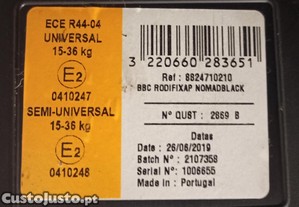 ECE R44-04
UNIVERSAL
15-36 kg
E2
0410247
SEMI-UNIVERSAL
15-36 kg
E2
0410248
3 220660 283651
Ref : 8824710210
BBC RODIFIXAP NOMADBLACK
N° CUST : 2669 B
Datas
Date : 26/06/2019
Batch N° : 2107358
Serial N° : 1006655
Made in : Portugal
CustoJusto.pt